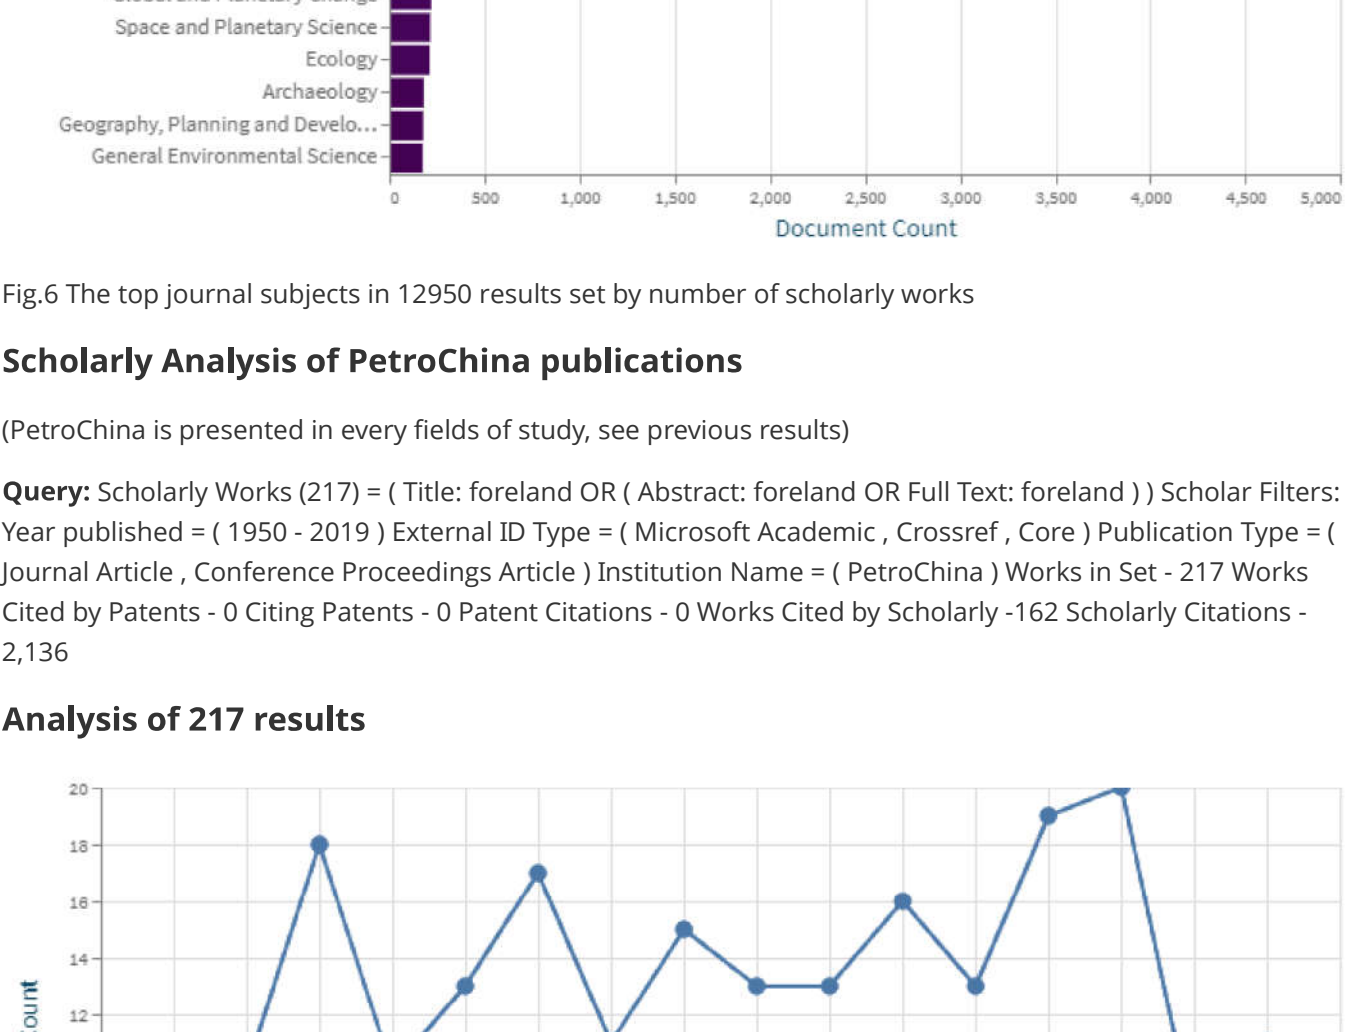 Space and Planetary Science
Ecology
Archaeology
Geography, Planning and Develo...
General Environmental Science
0 500 1,000 1,500 2,000 2,500 3,000 3,500 4,000 4,500 5,000
Document Count
Fig.6 The top journal subjects in 12950 results set by number of scholarly works
Scholarly Analysis of PetroChina publications
(PetroChina is presented in every fields of study, see previous results)
Query: Scholarly Works (217) = ( Title: foreland OR ( Abstract: foreland OR Full Text: foreland ) ) Scholar Filters:
Year published = ( 1950 - 2019 ) External ID Type = ( Microsoft Academic , Crossref , Core ) Publication Type = (
Journal Article , Conference Proceedings Article ) Institution Name = ( PetroChina ) Works in Set - 217 Works
Cited by Patents - 0 Citing Patents - 0 Patent Citations - 0 Works Cited by Scholarly -162 Scholarly Citations -
2,136
Analysis of 217 results
20
18
16
14
12